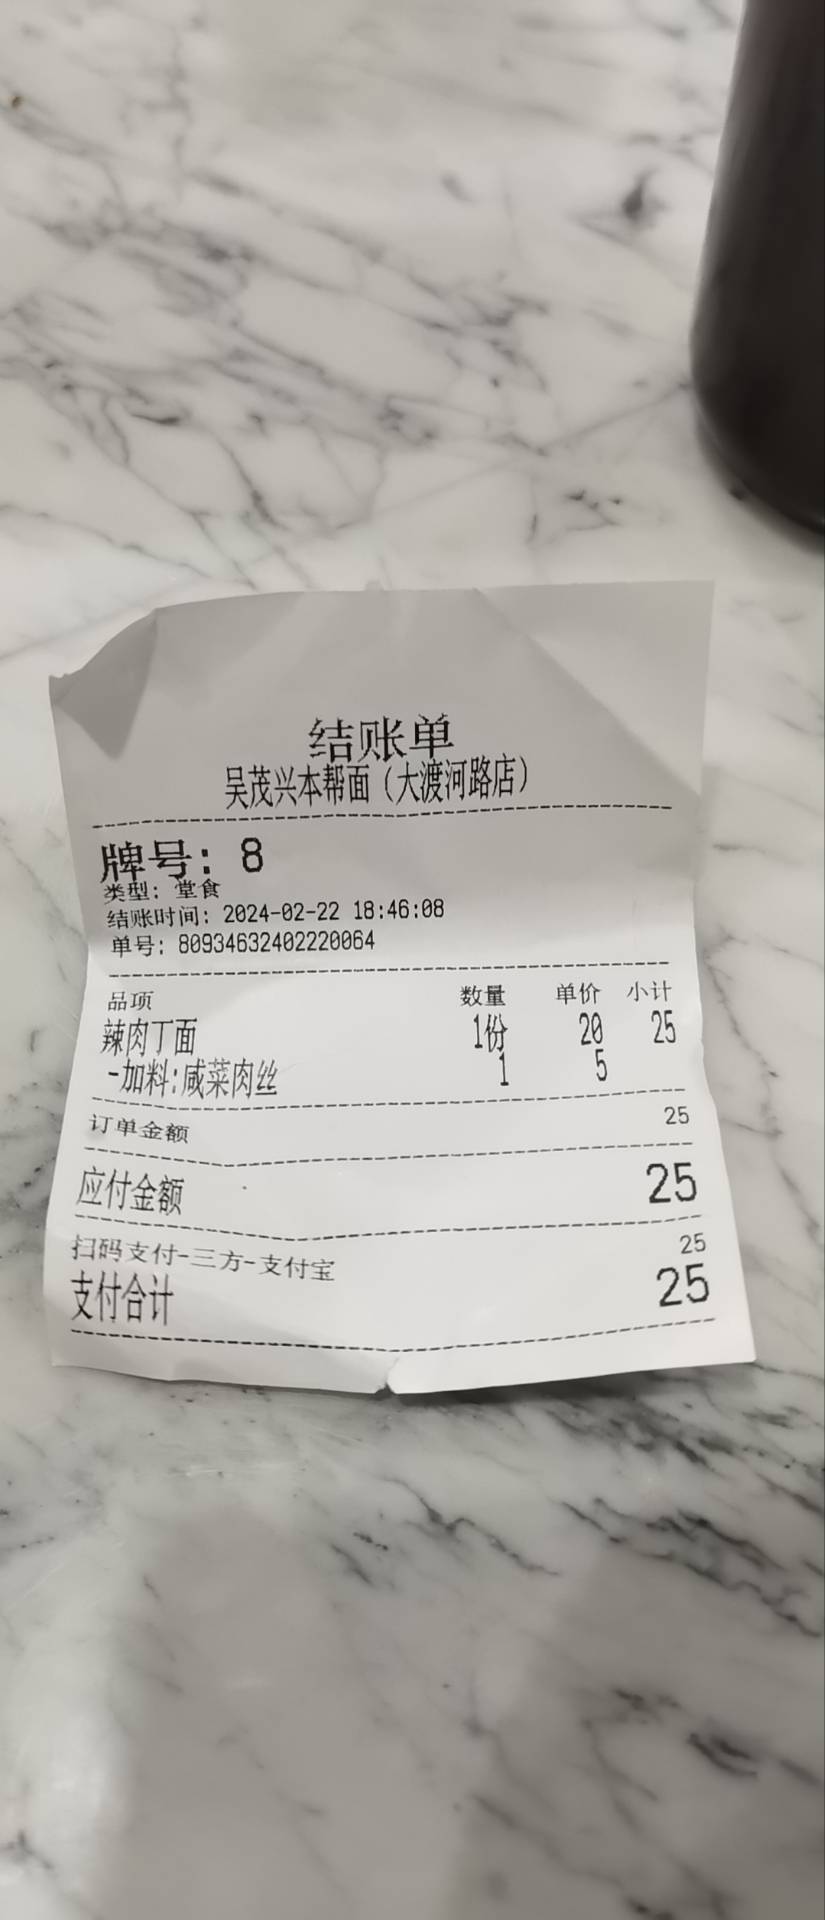 结账单
吴茂兴本帮面（大渡河路店）
牌号: 8
类型: 堂食
结账时间: 2024-02-22 18:46:08
单号: 80934632402220064
品项 数量 单价 小计
辣肉丁面 1份 20 25
-加料:咸菜肉丝 1 5
订单金额 25
应付金额 25
扫码支付-三方-支付宝 25
支付合计 25